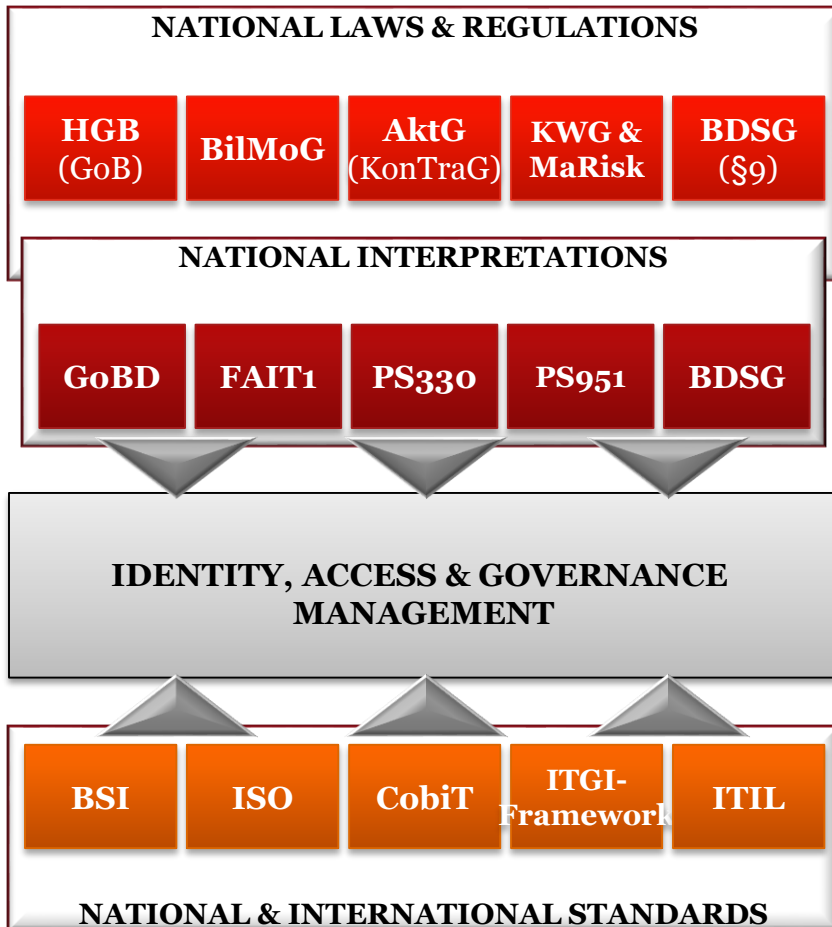 NATIONAL LAWS & REGULATIONS
HGB
(GoB)
BilMoG
AktG
(KonTraG)
KWG &
MaRisk
BDSG
(§9)
NATIONAL INTERPRETATIONS
GoBD
FAIT1
PS330
PS951
BDSG
IDENTITY, ACCESS & GOVERNANCE
MANAGEMENT
BSI
ISO
CobiT
ITGI-
Framework
ITIL
NATIONAL & INTERNATIONAL STANDARDS